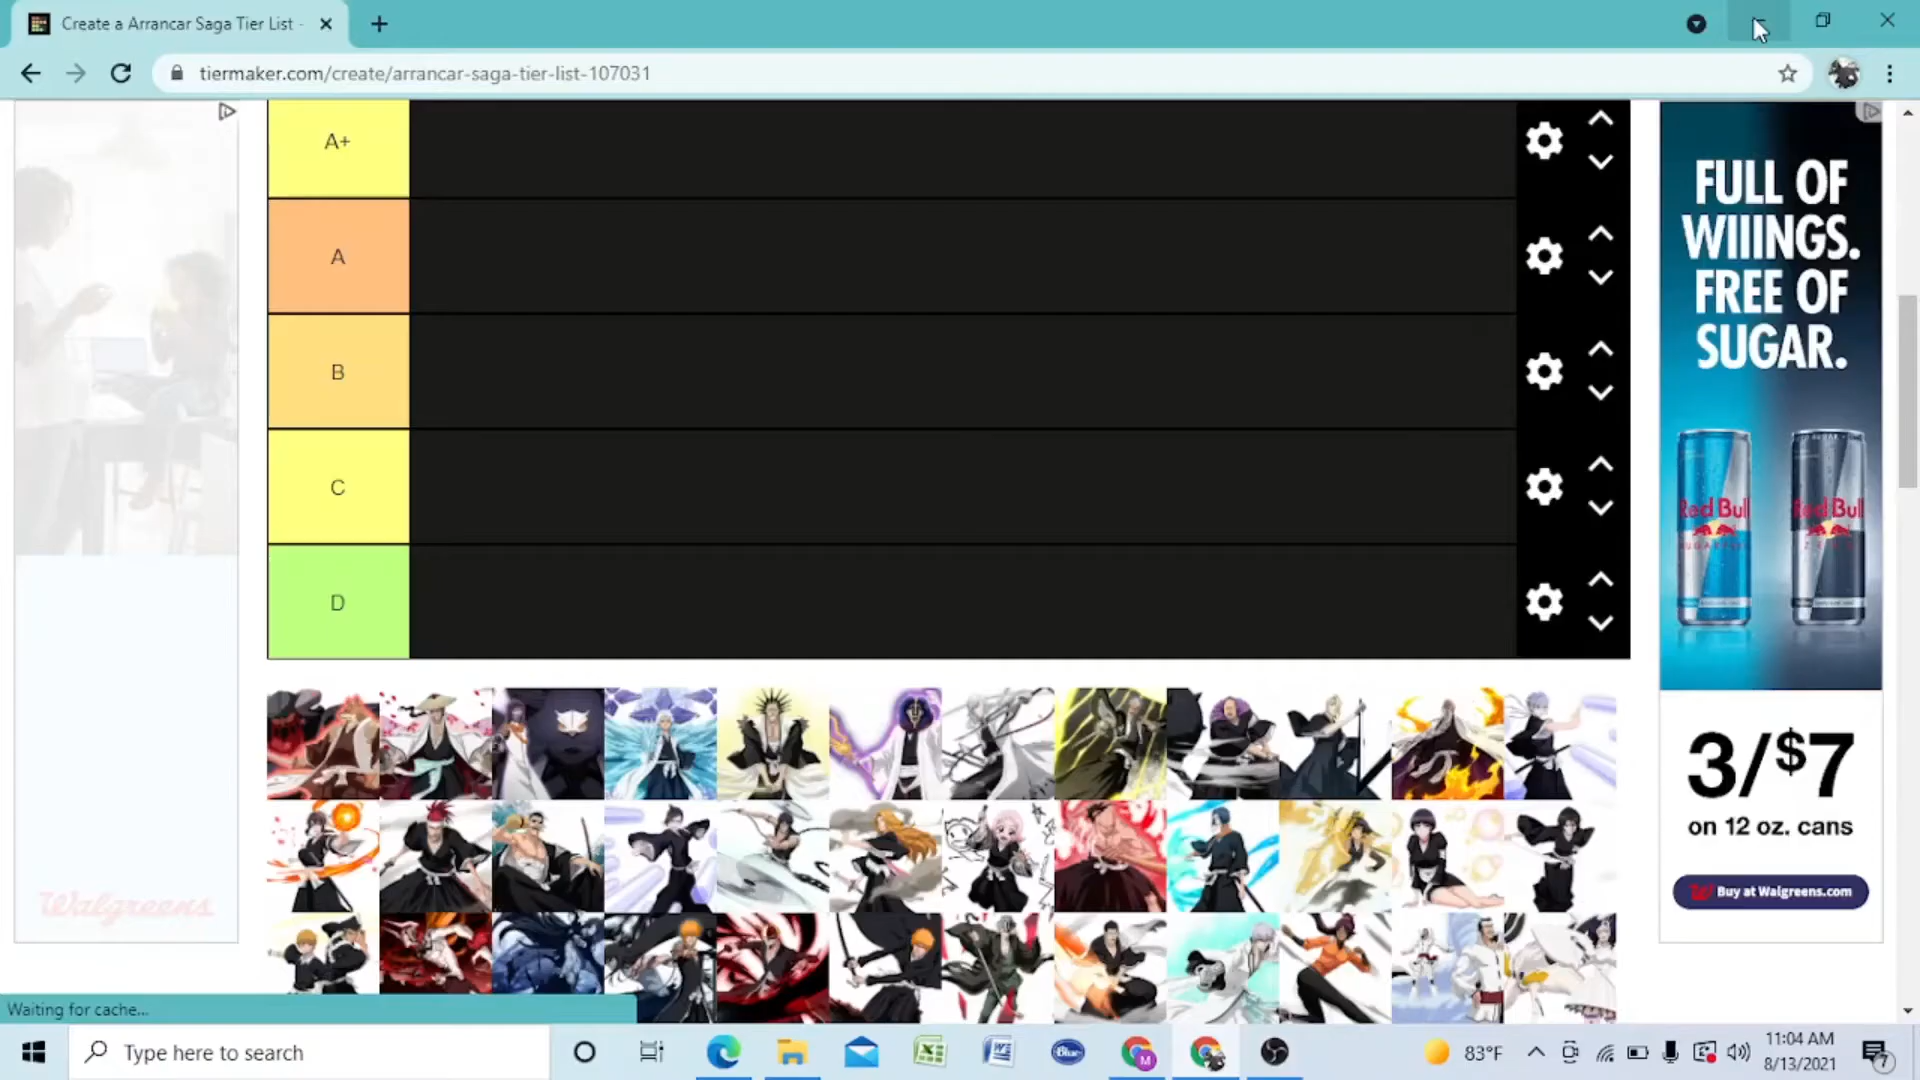 Create a Arrancar Saga Tier List -
tiermaker.com/create/arrancar-saga-tier-list-107031
A+
A
B
C
D
Walgreens
FULL OF
WIIINGS.
FREE OF
SUGAR.
Red Bull
Red Bull
3/$7
on 12 oz. cans
Buy at Walgreens.com
Waiting for cache...
Type here to search
Blue
M
83°F
11:04 AM
8/13/2021
7